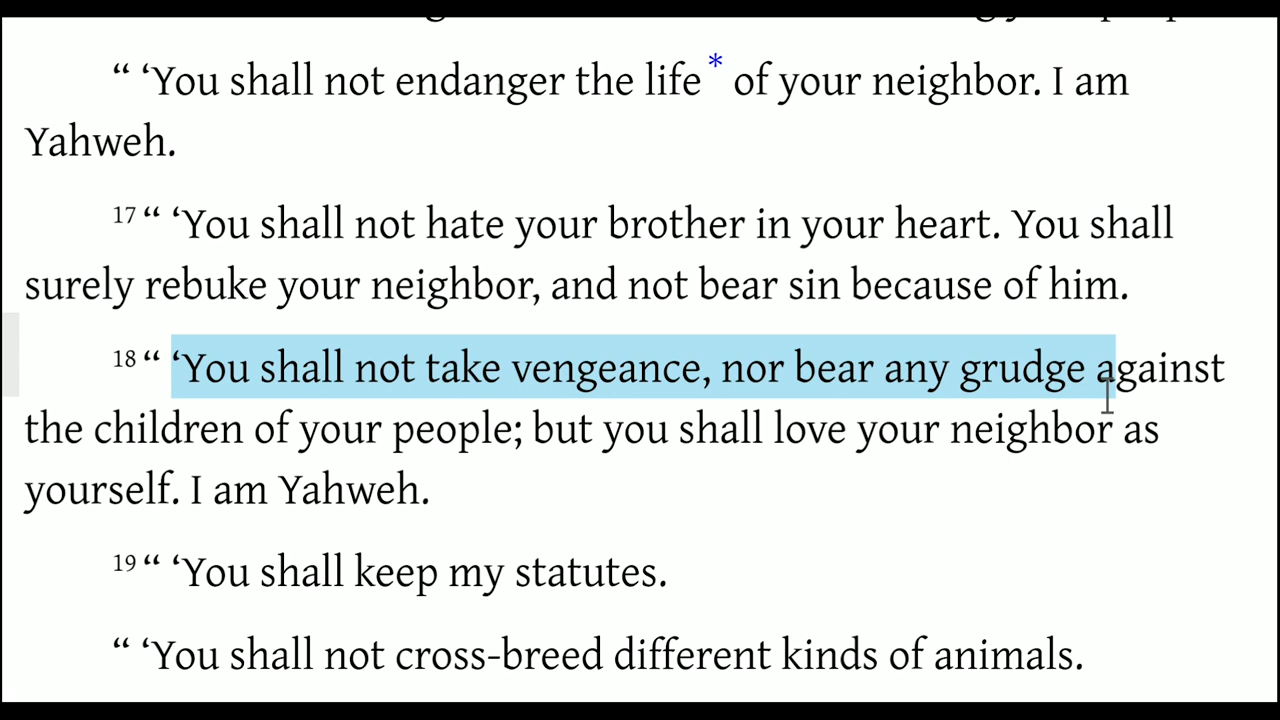 “ ‘You shall not endanger the life * of your neighbor. I am
Yahweh.
17 “ ‘You shall not hate your brother in your heart. You shall
surely rebuke your neighbor, and not bear sin because of him.
18 “ ‘You shall not take vengeance, nor bear any grudge against
the children of your people; but you shall love your neighbor as
yourself. I am Yahweh.
19 “ ‘You shall keep my statutes.
“ ‘You shall not cross-breed different kinds of animals.